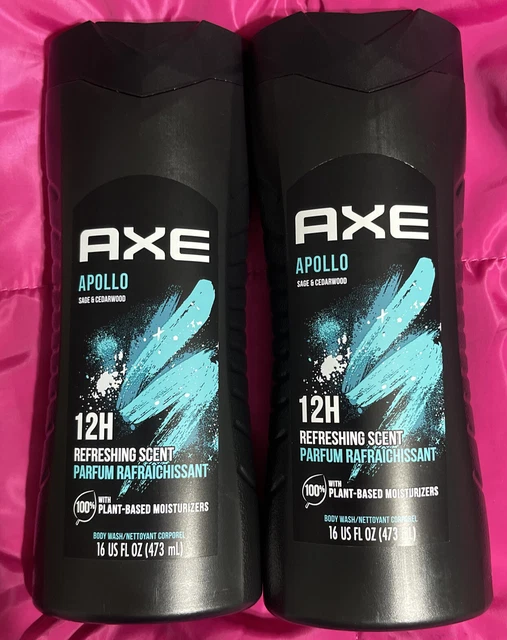 AXE
APOLLO
SAGE & CEDARWOOD
12H
REFRESHING SCENT
PARFUM RAFRAÎCHISSANT
100% WITH PLANT-BASED MOISTURIZERS
BODY WASH/NETTOYANT CORPOREL
16 US FL OZ (473 mL)
AXE
APOLLO
SAGE & CEDARWOOD
12H
REFRESHING SCENT
PARFUM RAFRAÎCHISSANT
100% WITH PLANT-BASED MOISTURIZERS
BODY WASH/NETTOYANT CORPOREL
16 US FL OZ (473 mL)